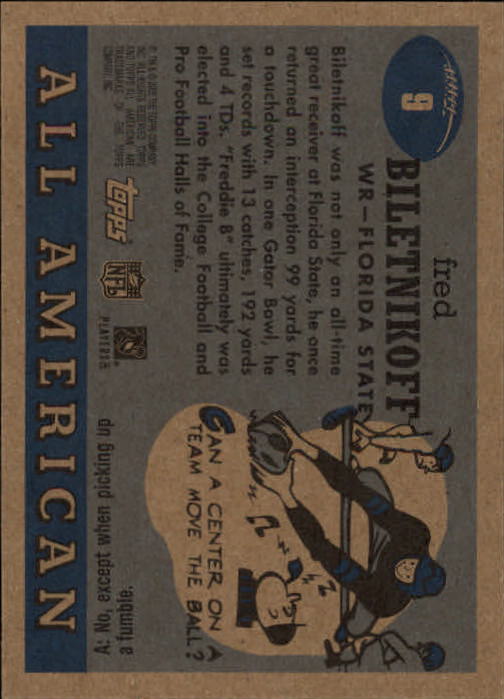 9
fred
BILETNIKOFF
WR–FLORIDA STATE
Biletnikoff was not only an all-time
great receiver at Florida State, he once
returned an interception 99 yards for
a touchdown. In one Gator Bowl, he
set records with 13 catches, 192 yards
and 4 TDs. "Freddie B" ultimately was
elected into the College Football and
Pro Football Halls of Fame.
topps
NFL
PLAYERS
CAN A CENTER ON A
TEAM MOVE THE BALL?
A: No, except when picking up
a fumble.
ALL AMERICAN